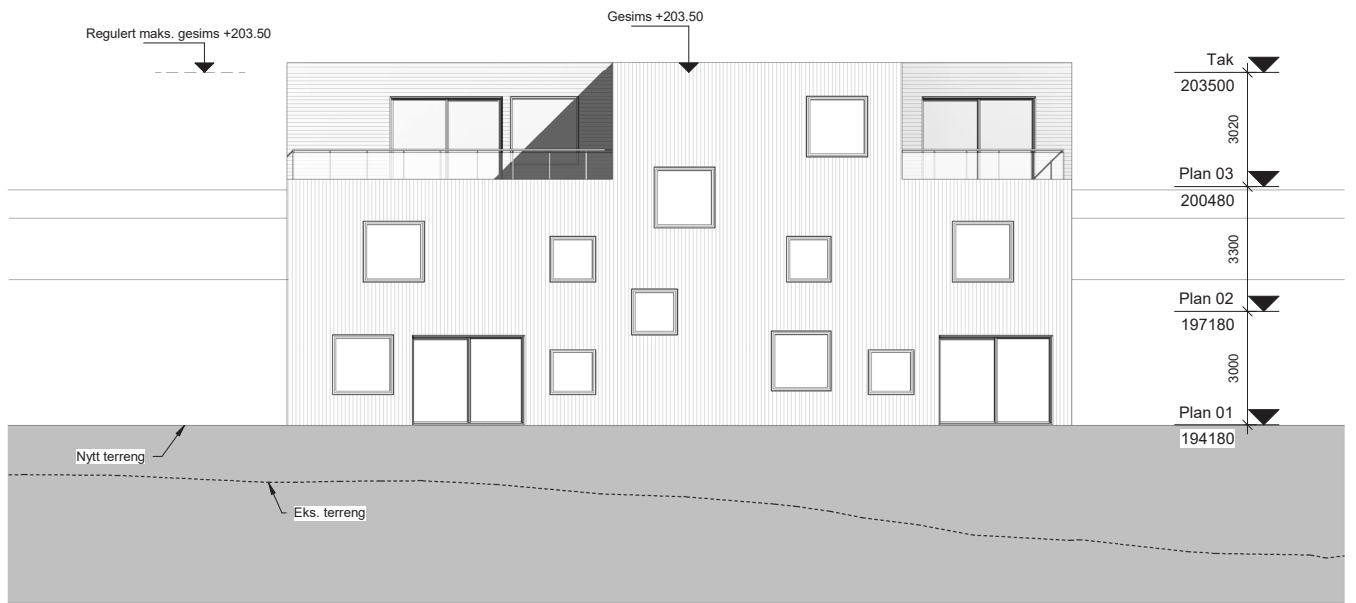 Gesims +203.50
Regulert maks. gesims +203.50
Tak
203500
3020
Plan 03
200480
3300
Plan 02
197180
3000
Plan 01
194180
Nytt terreng
Eks. terreng